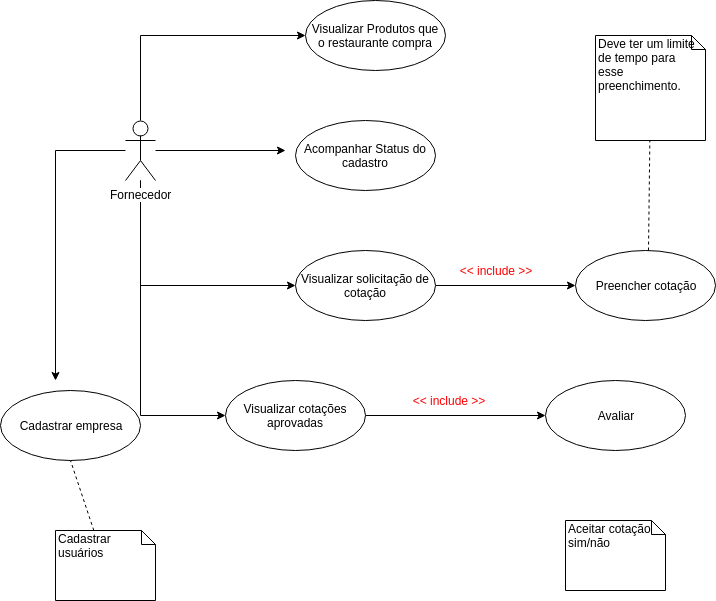 Visualizar Produtos que
o restaurante compra
Deve ter um limite
de tempo para
esse
preenchimento.
Acompanhar Status do
cadastro
Fornecedor
<< include >>
Visualizar solicitação de
cotação
Preencher cotação
<< include >>
Visualizar cotações
aprovadas
Avaliar
Cadastrar empresa
Aceitar cotação
sim/não
Cadastrar
usuários